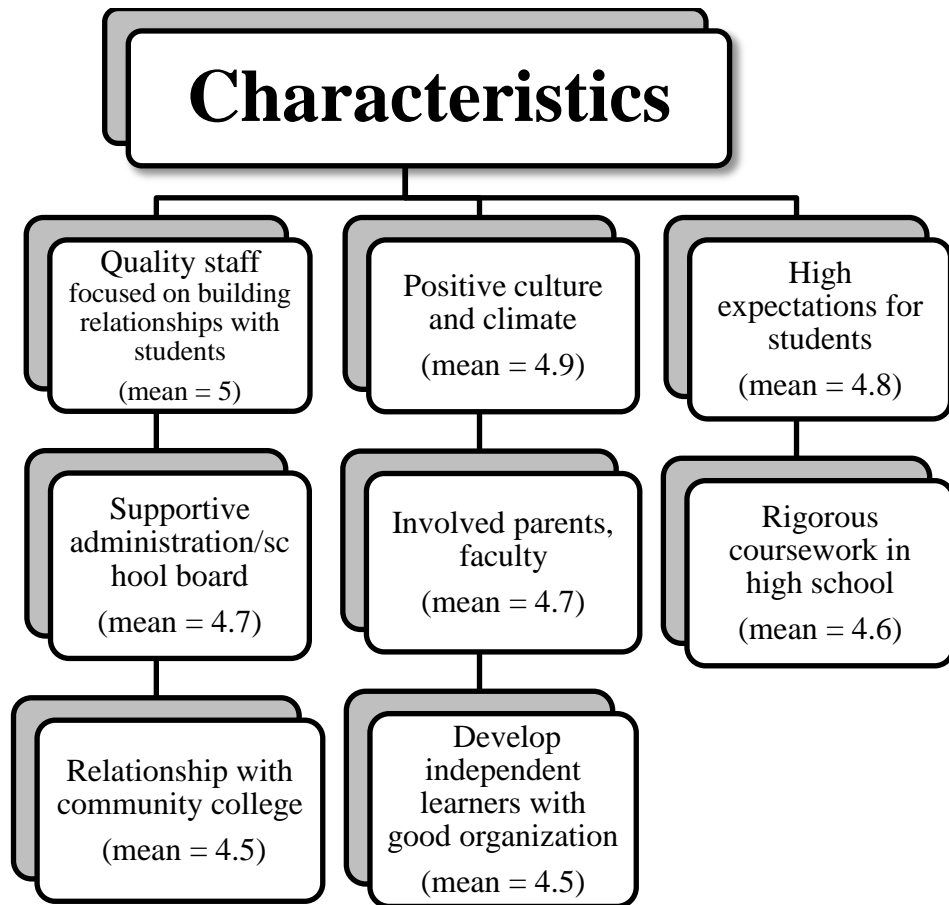 Characteristics
Quality staff
focused on building
relationships with
students
(mean = 5)
Positive culture
and climate
(mean = 4.9)
High
expectations for
students
(mean = 4.8)
Supportive
administration/sc
hool board
(mean = 4.7)
Involved parents,
faculty
(mean = 4.7)
Rigorous
coursework in
high school
(mean = 4.6)
Relationship with
community college
(mean = 4.5)
Develop
independent
learners with
good organization
(mean = 4.5)